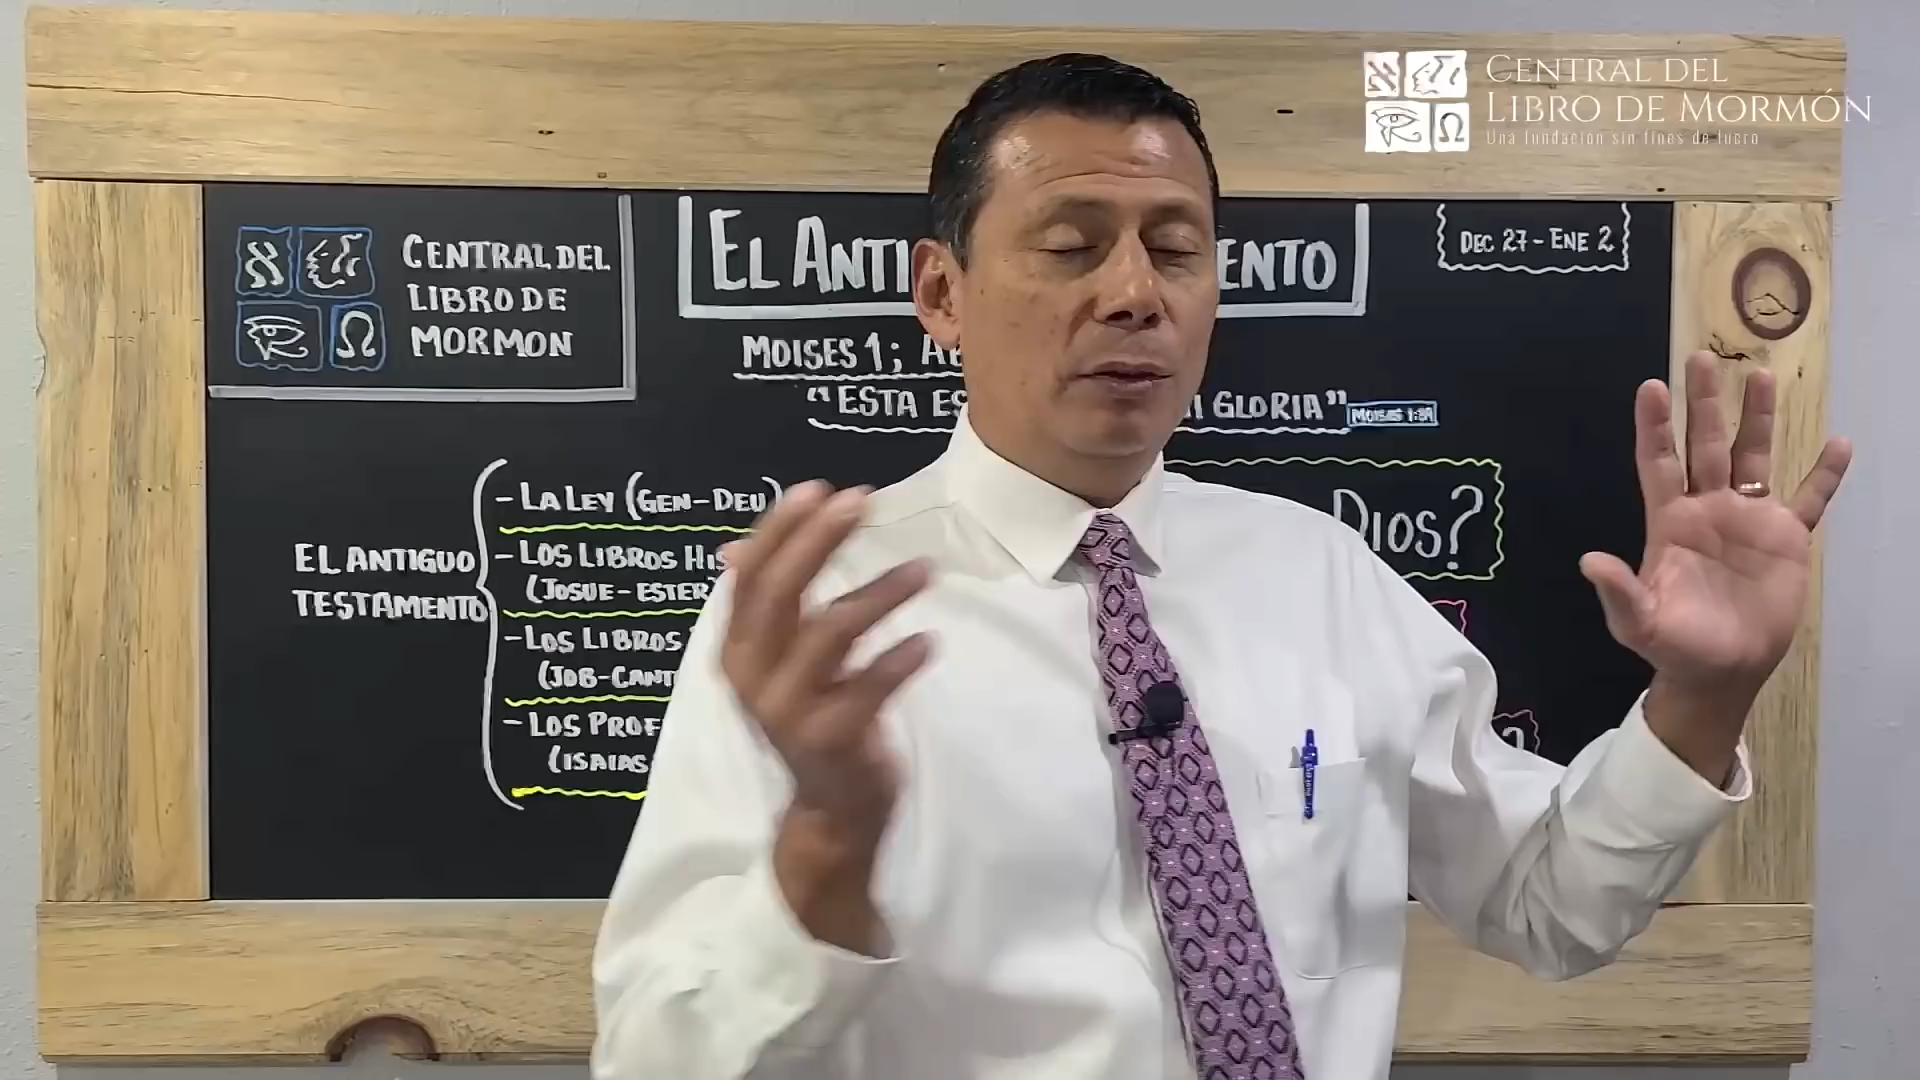 CENTRAL DEL
LIBRO DE MORMÓN
Una fundación sin fines de lucro
CENTRAL DEL
LIBRO DE
MORMON
EL ANTI ENTO
DEC 27 - ENE 2
MOISES 1; AB
"ESTA ES I GLORIA" MOISES 1:39
EL ANTIGUO
TESTAMENTO
- LA LEY (GEN-DEU)
- LOS LIBROS HIS
(JOSUE-ESTER)
- LOS LIBROS
(JOB-CANT
- LOS PROF
(ISAIAS
DIOS?